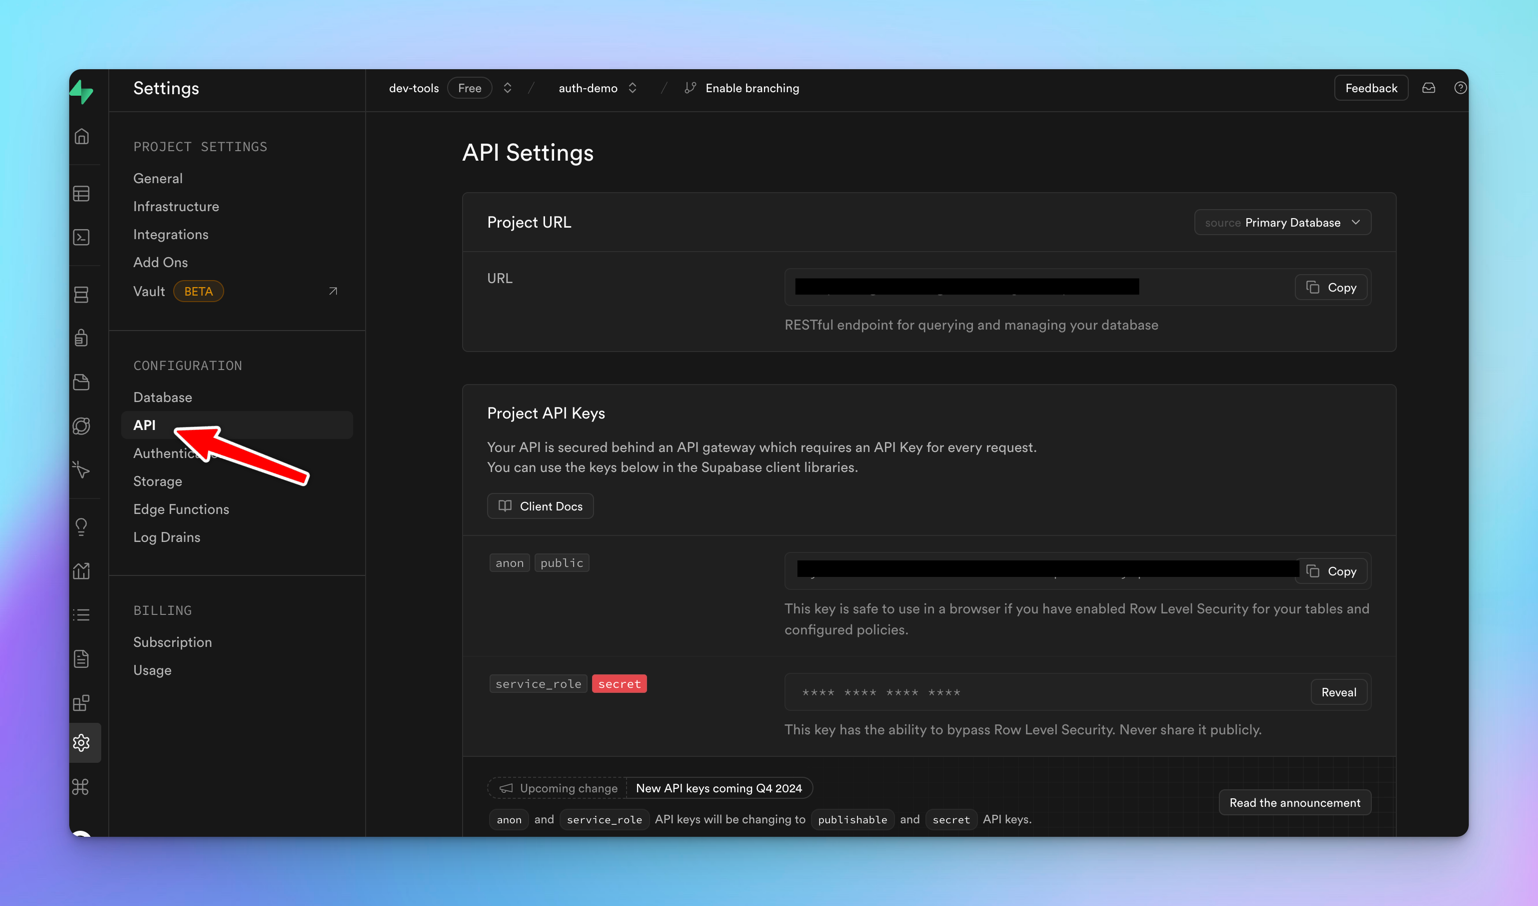 Settings
dev-tools Free / auth-demo / Enable branching
Feedback
PROJECT SETTINGS
General
Infrastructure
Integrations
Add Ons
Vault BETA
CONFIGURATION
Database
API
Storage
Edge Functions
Log Drains
BILLING
Subscription
Usage
API Settings
Project URL
source Primary Database
URL
Copy
RESTful endpoint for querying and managing your database
Project API Keys
Your API is secured behind an API gateway which requires an API Key for every request.
You can use the keys below in the Supabase client libraries.
Client Docs
anon public
Copy
This key is safe to use in a browser if you have enabled Row Level Security for your tables and
configured policies.
service_role secret
**** **** **** ****
Reveal
This key has the ability to bypass Row Level Security. Never share it publicly.
Upcoming change New API keys coming Q4 2024
anon and service_role API keys will be changing to publishable and secret API keys.
Read the announcement